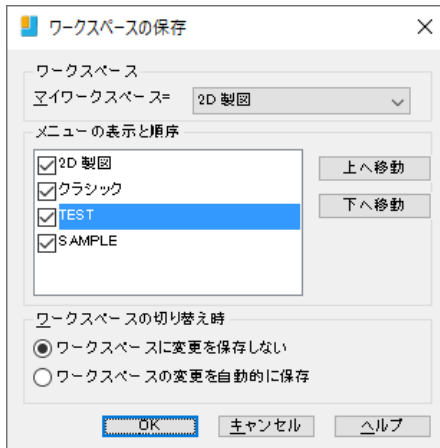 ワークスペースの保存
ワークスペース
マイワークスペース= 2D 製図
メニューの表示と順序
2D 製図
クラシック
TEST
SAMPLE
上へ移動
下へ移動
ワークスペースの切り替え時
ワークスペースに変更を保存しない
ワークスペースの変更を自動的に保存
OK キャンセル ヘルプ